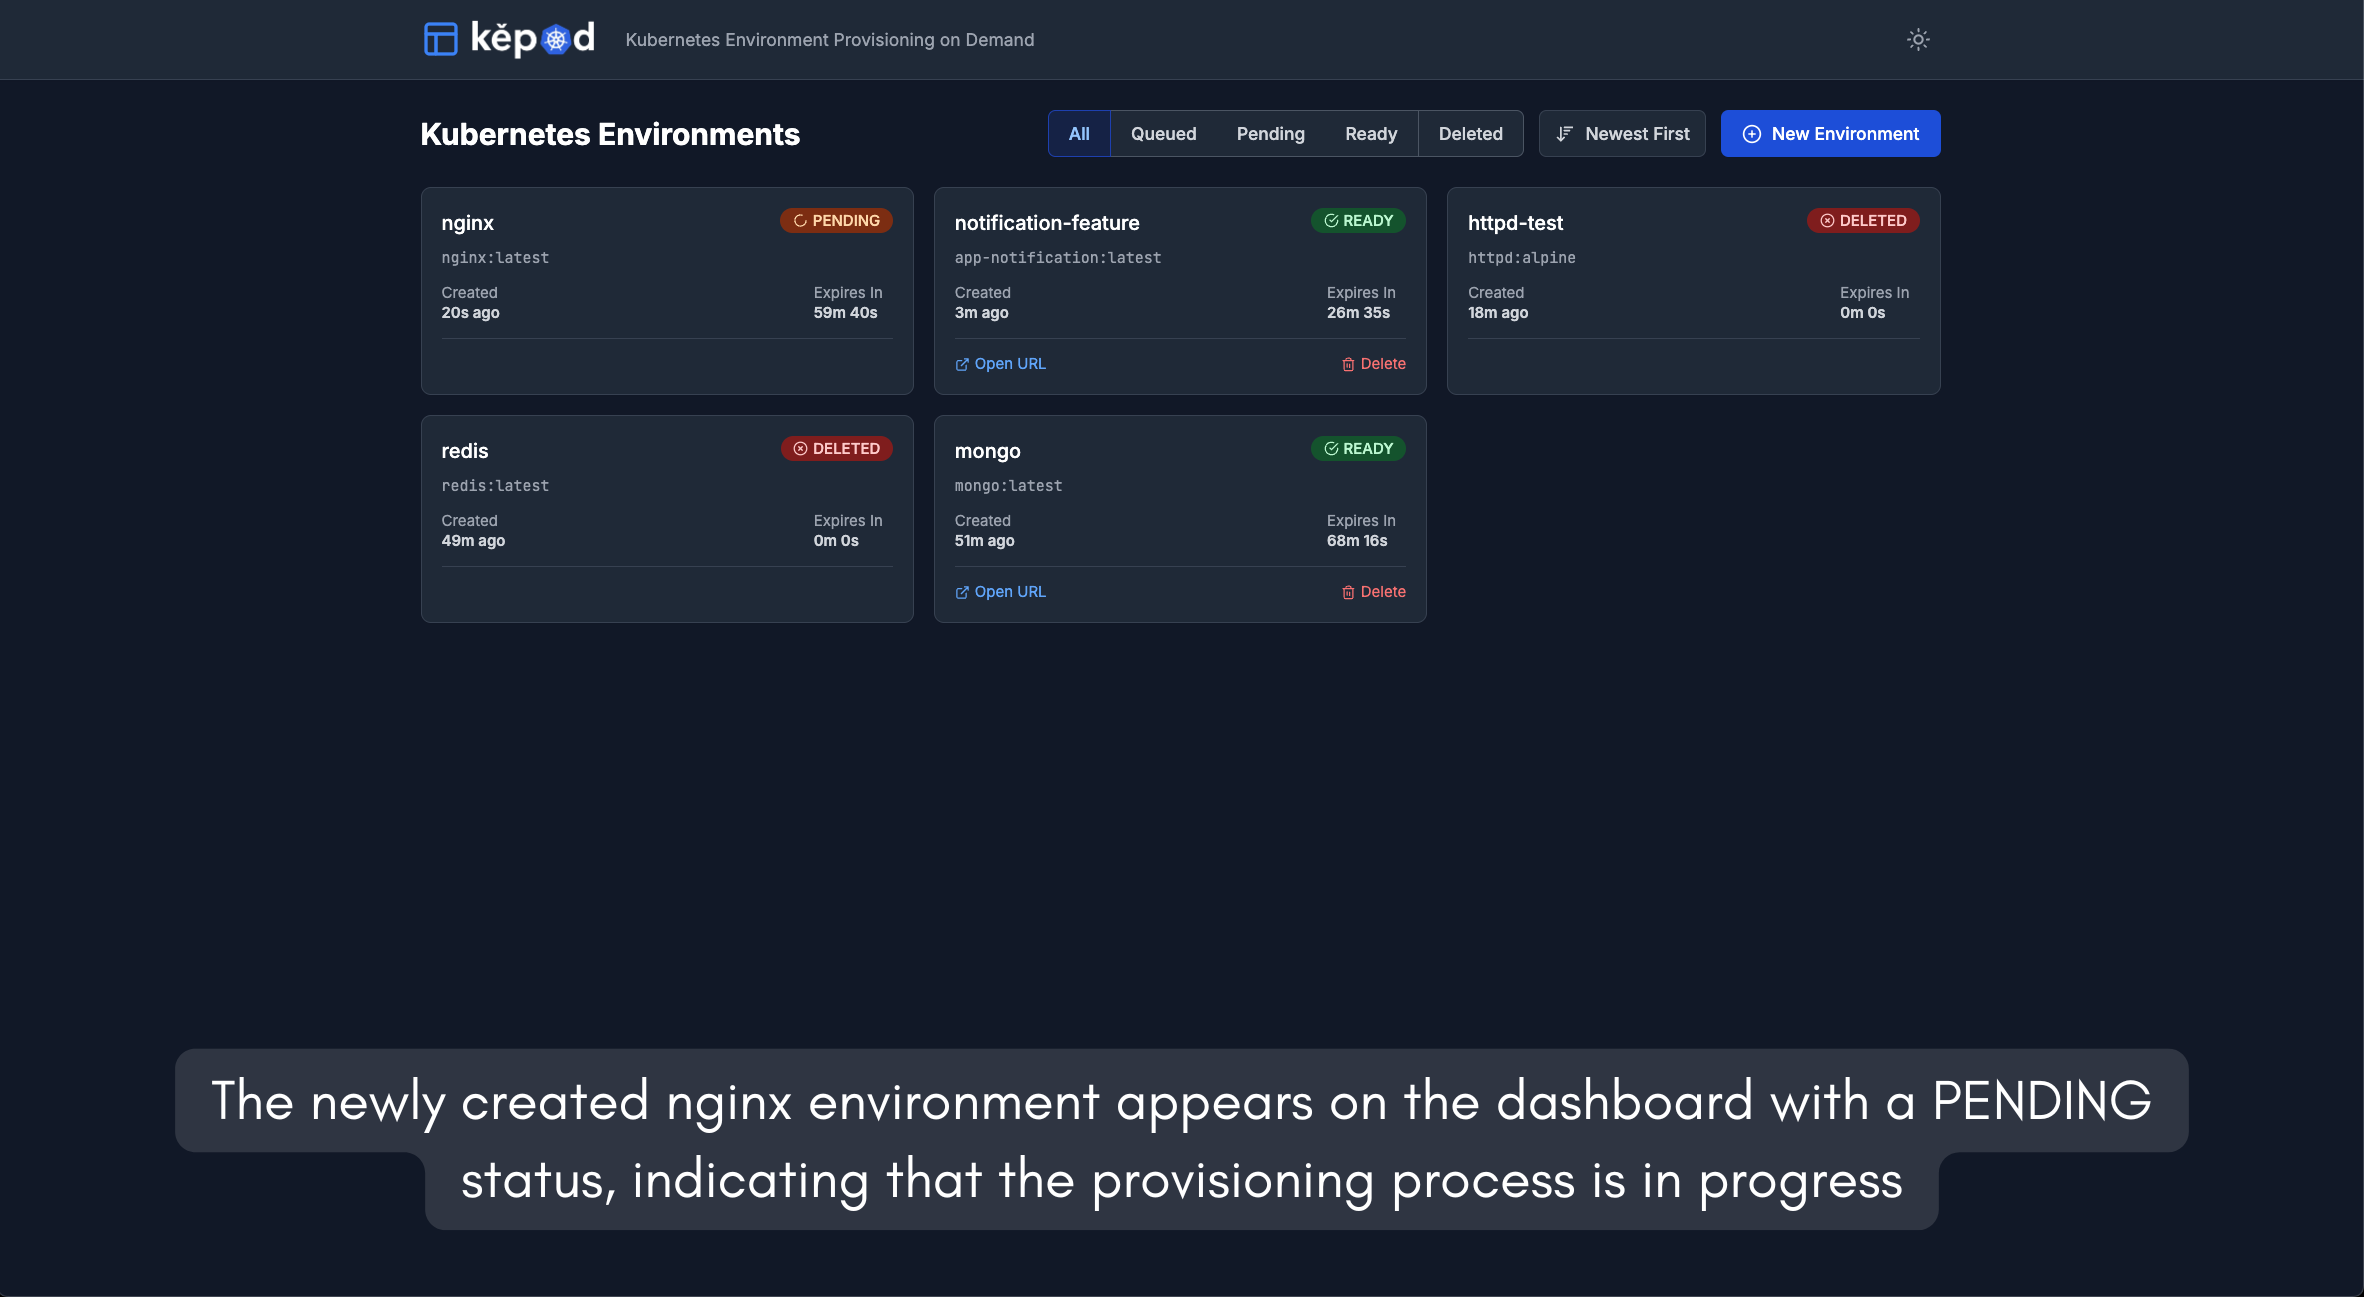 kĕpod Kubernetes Environment Provisioning on Demand
Kubernetes Environments
All Queued Pending Ready Deleted Newest First New Environment
nginx PENDING
nginx:latest
Created Expires In
20s ago 59m 40s
notification-feature READY
app-notification:latest
Created Expires In
3m ago 26m 35s
Open URL Delete
httpd-test DELETED
httpd:alpine
Created Expires In
18m ago 0m 0s
redis DELETED
redis:latest
Created Expires In
49m ago 0m 0s
mongo READY
mongo:latest
Created Expires In
51m ago 68m 16s
Open URL Delete
The newly created nginx environment appears on the dashboard with a PENDING
status, indicating that the provisioning process is in progress